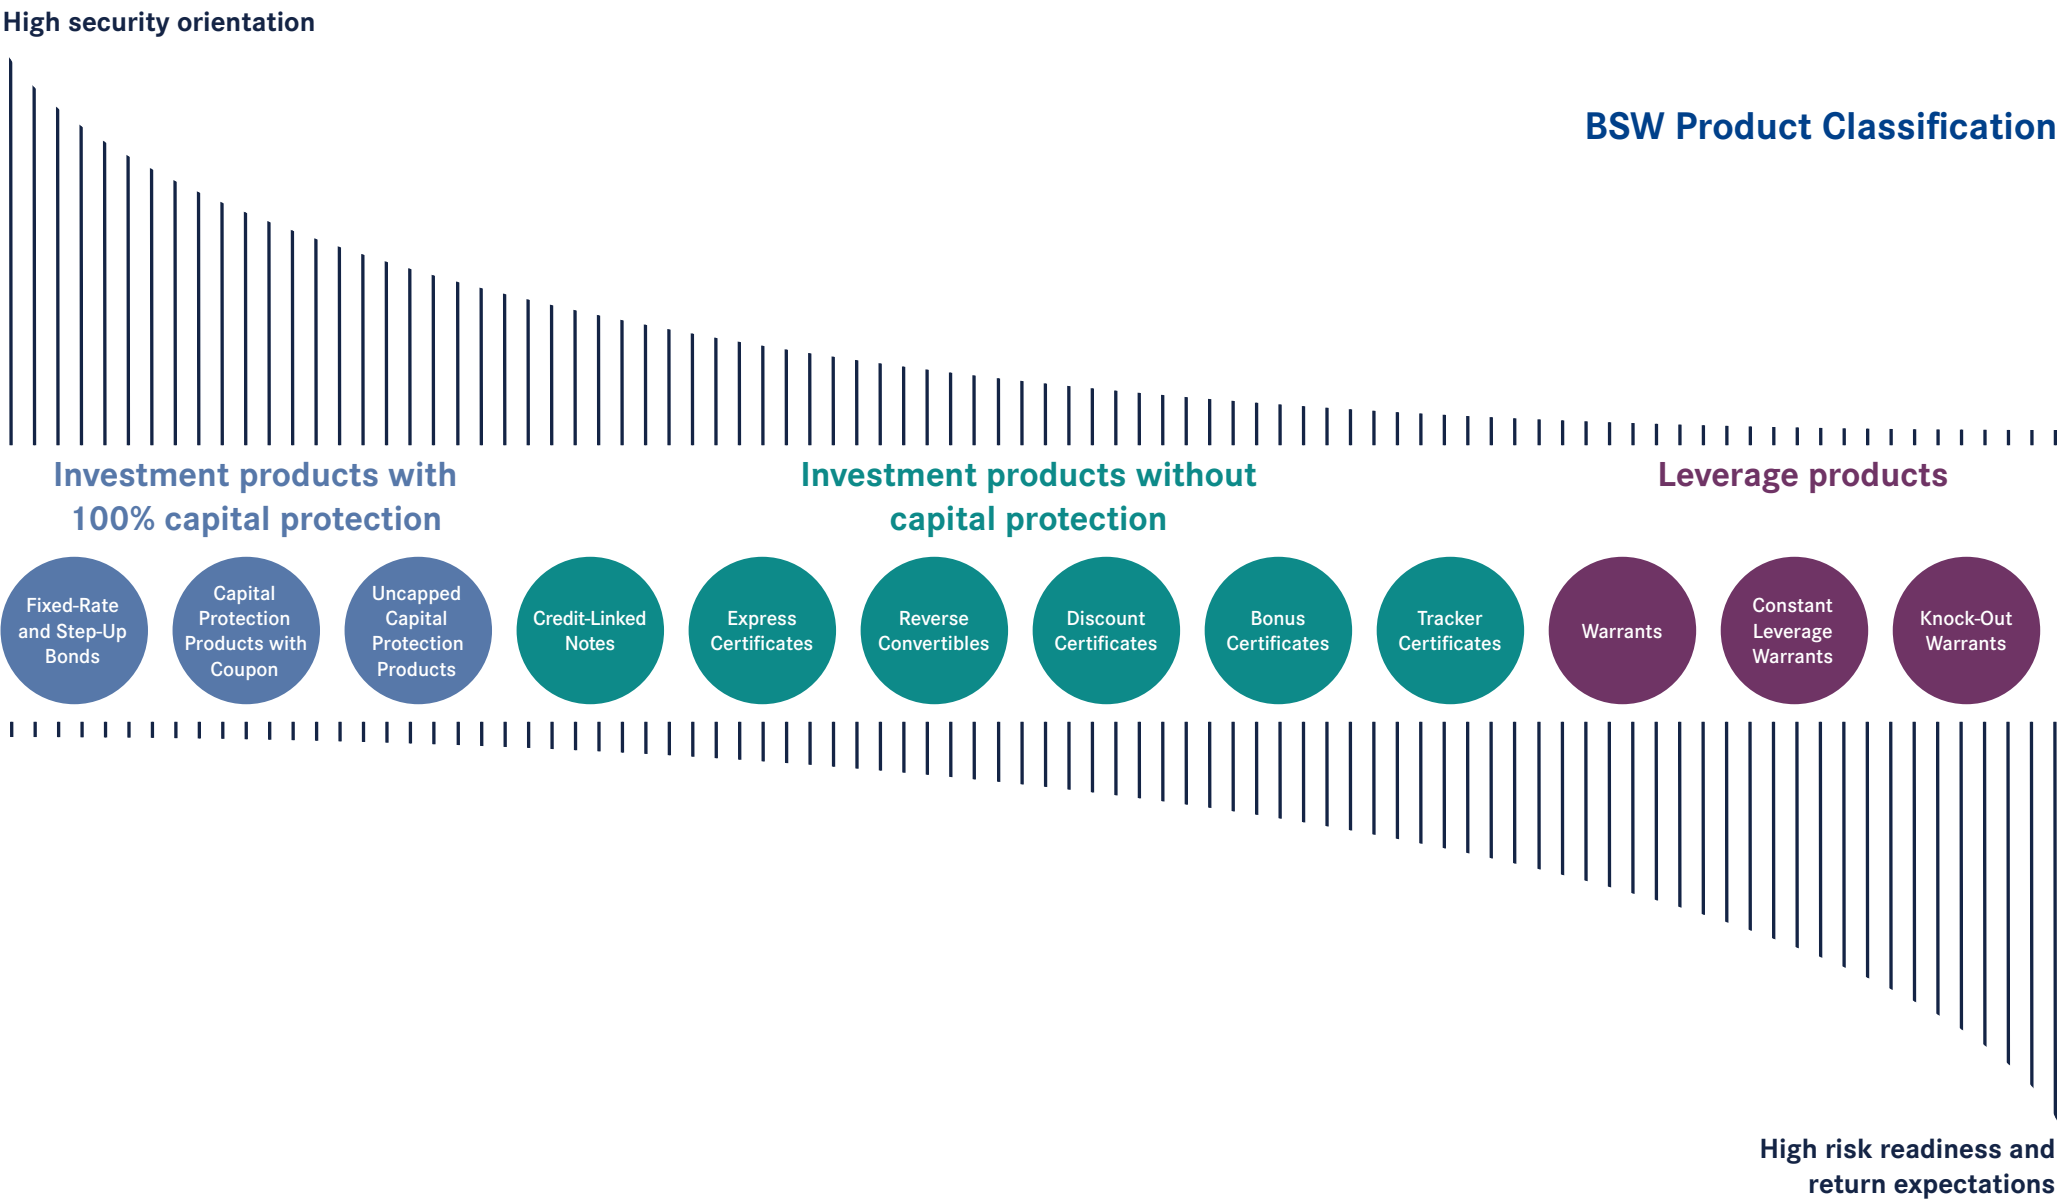 High security orientation
BSW Product Classification
Investment products with
100% capital protection
Investment products without
capital protection
Leverage products
Fixed-Rate
and Step-Up
Bonds
Capital
Protection
Products with
Coupon
Uncapped
Capital
Protection
Products
Credit-Linked
Notes
Express
Certificates
Reverse
Convertibles
Discount
Certificates
Bonus
Certificates
Tracker
Certificates
Warrants
Constant
Leverage
Warrants
Knock-Out
Warrants
High risk readiness and
return expectations